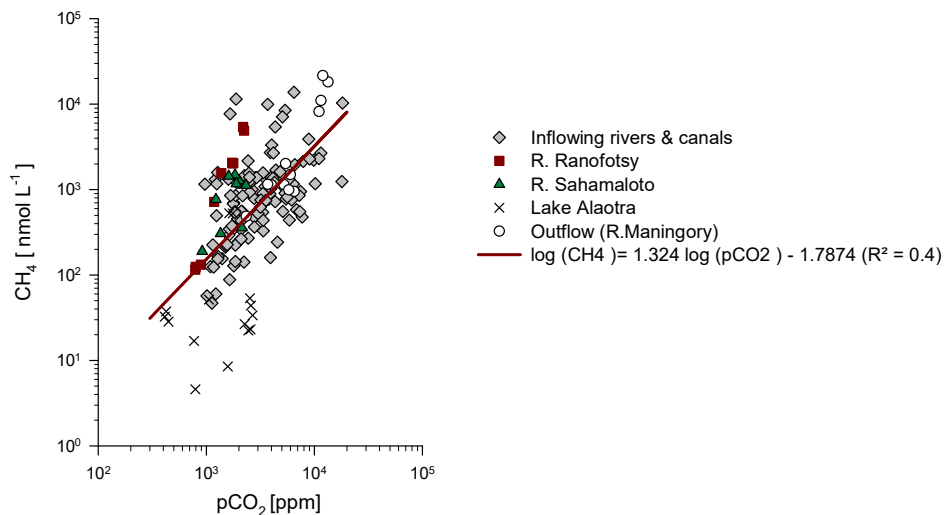 10⁵
10⁴
10³
10²
10¹
10⁰
CH₄ [ nmol L⁻¹ ]
10² 10³ 10⁴ 10⁵
pCO₂ [ppm]
Inflowing rivers & canals
R. Ranofotsy
R. Sahamaloto
Lake Alaotra
Outflow (R.Maningory)
log (CH4 )= 1.324 log (pCO2 ) - 1.7874 (R² = 0.4)